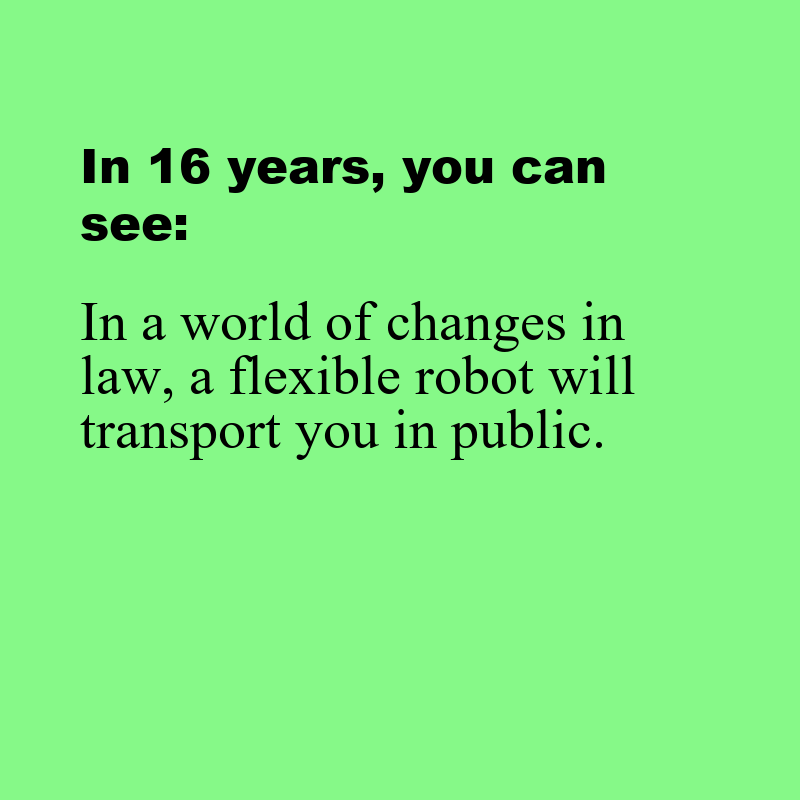 In 16 years, you can
see:
In a world of changes in
law, a flexible robot will
transport you in public.